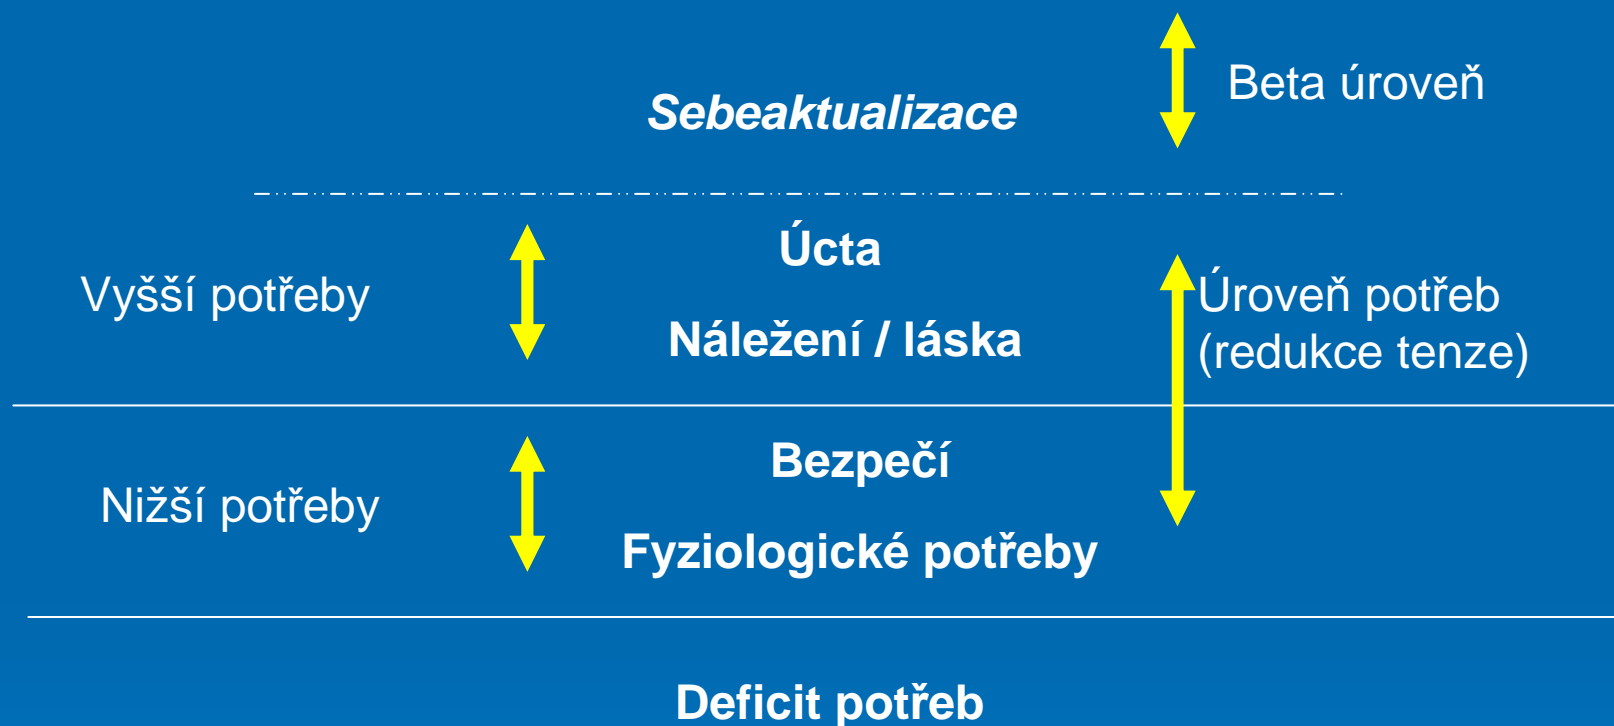 Beta úroveň
Sebeaktualizace
Úcta
Vyšší potřeby
Úroveň potřeb
Náležení / láska
(redukce tenze)
Bezpečí
Nižší potřeby
Fyziologické potřeby
Deficit potřeb